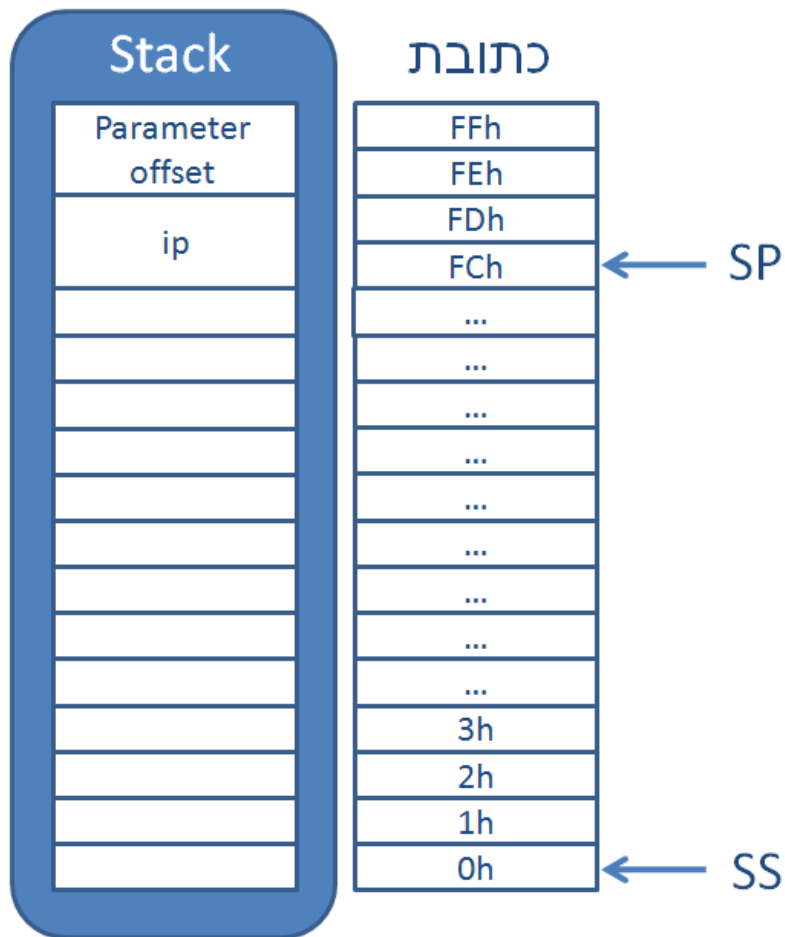 Stack
כתובת
Parameter
offset
ip
FFh
FEh
FDh
FCh
...
...
...
...
...
...
...
...
...
3h
2h
1h
0h
SP
SS